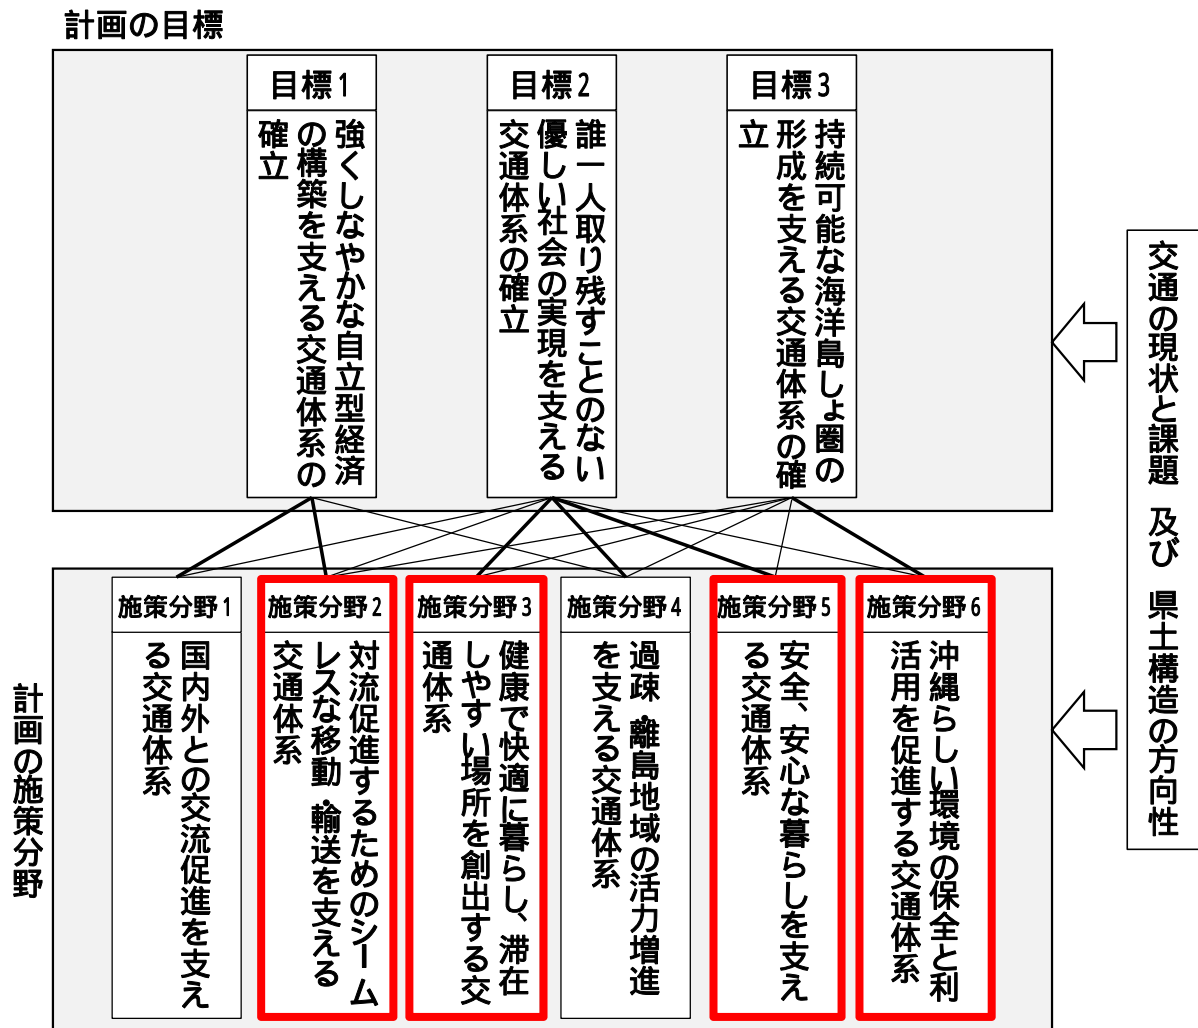 計画の目標
目標1
強くしなやかな自立型経済
の構築を支える交通体系の
確立
目標2
誰一人取り残すことのない
優しい社会の実現を支える
交通体系の確立
目標3
持続可能な海洋島しょ圏の
形成を支える交通体系の確
立
交通の現状と課題 及び 県土構造の方向性
計画の施策分野
施策分野1
国内外との交流促進を支え
る交通体系
施策分野2
対流促進するためのシーム
レスな移動・輸送を支える
交通体系
施策分野3
健康で快適に暮らし、滞在
しやすい場所を創出する交
通体系
施策分野4
過疎・離島地域の活力増進
を支える交通体系
施策分野5
安全、安心な暮らしを支え
る交通体系
施策分野6
沖縄らしい環境の保全と利
活用を促進する交通体系